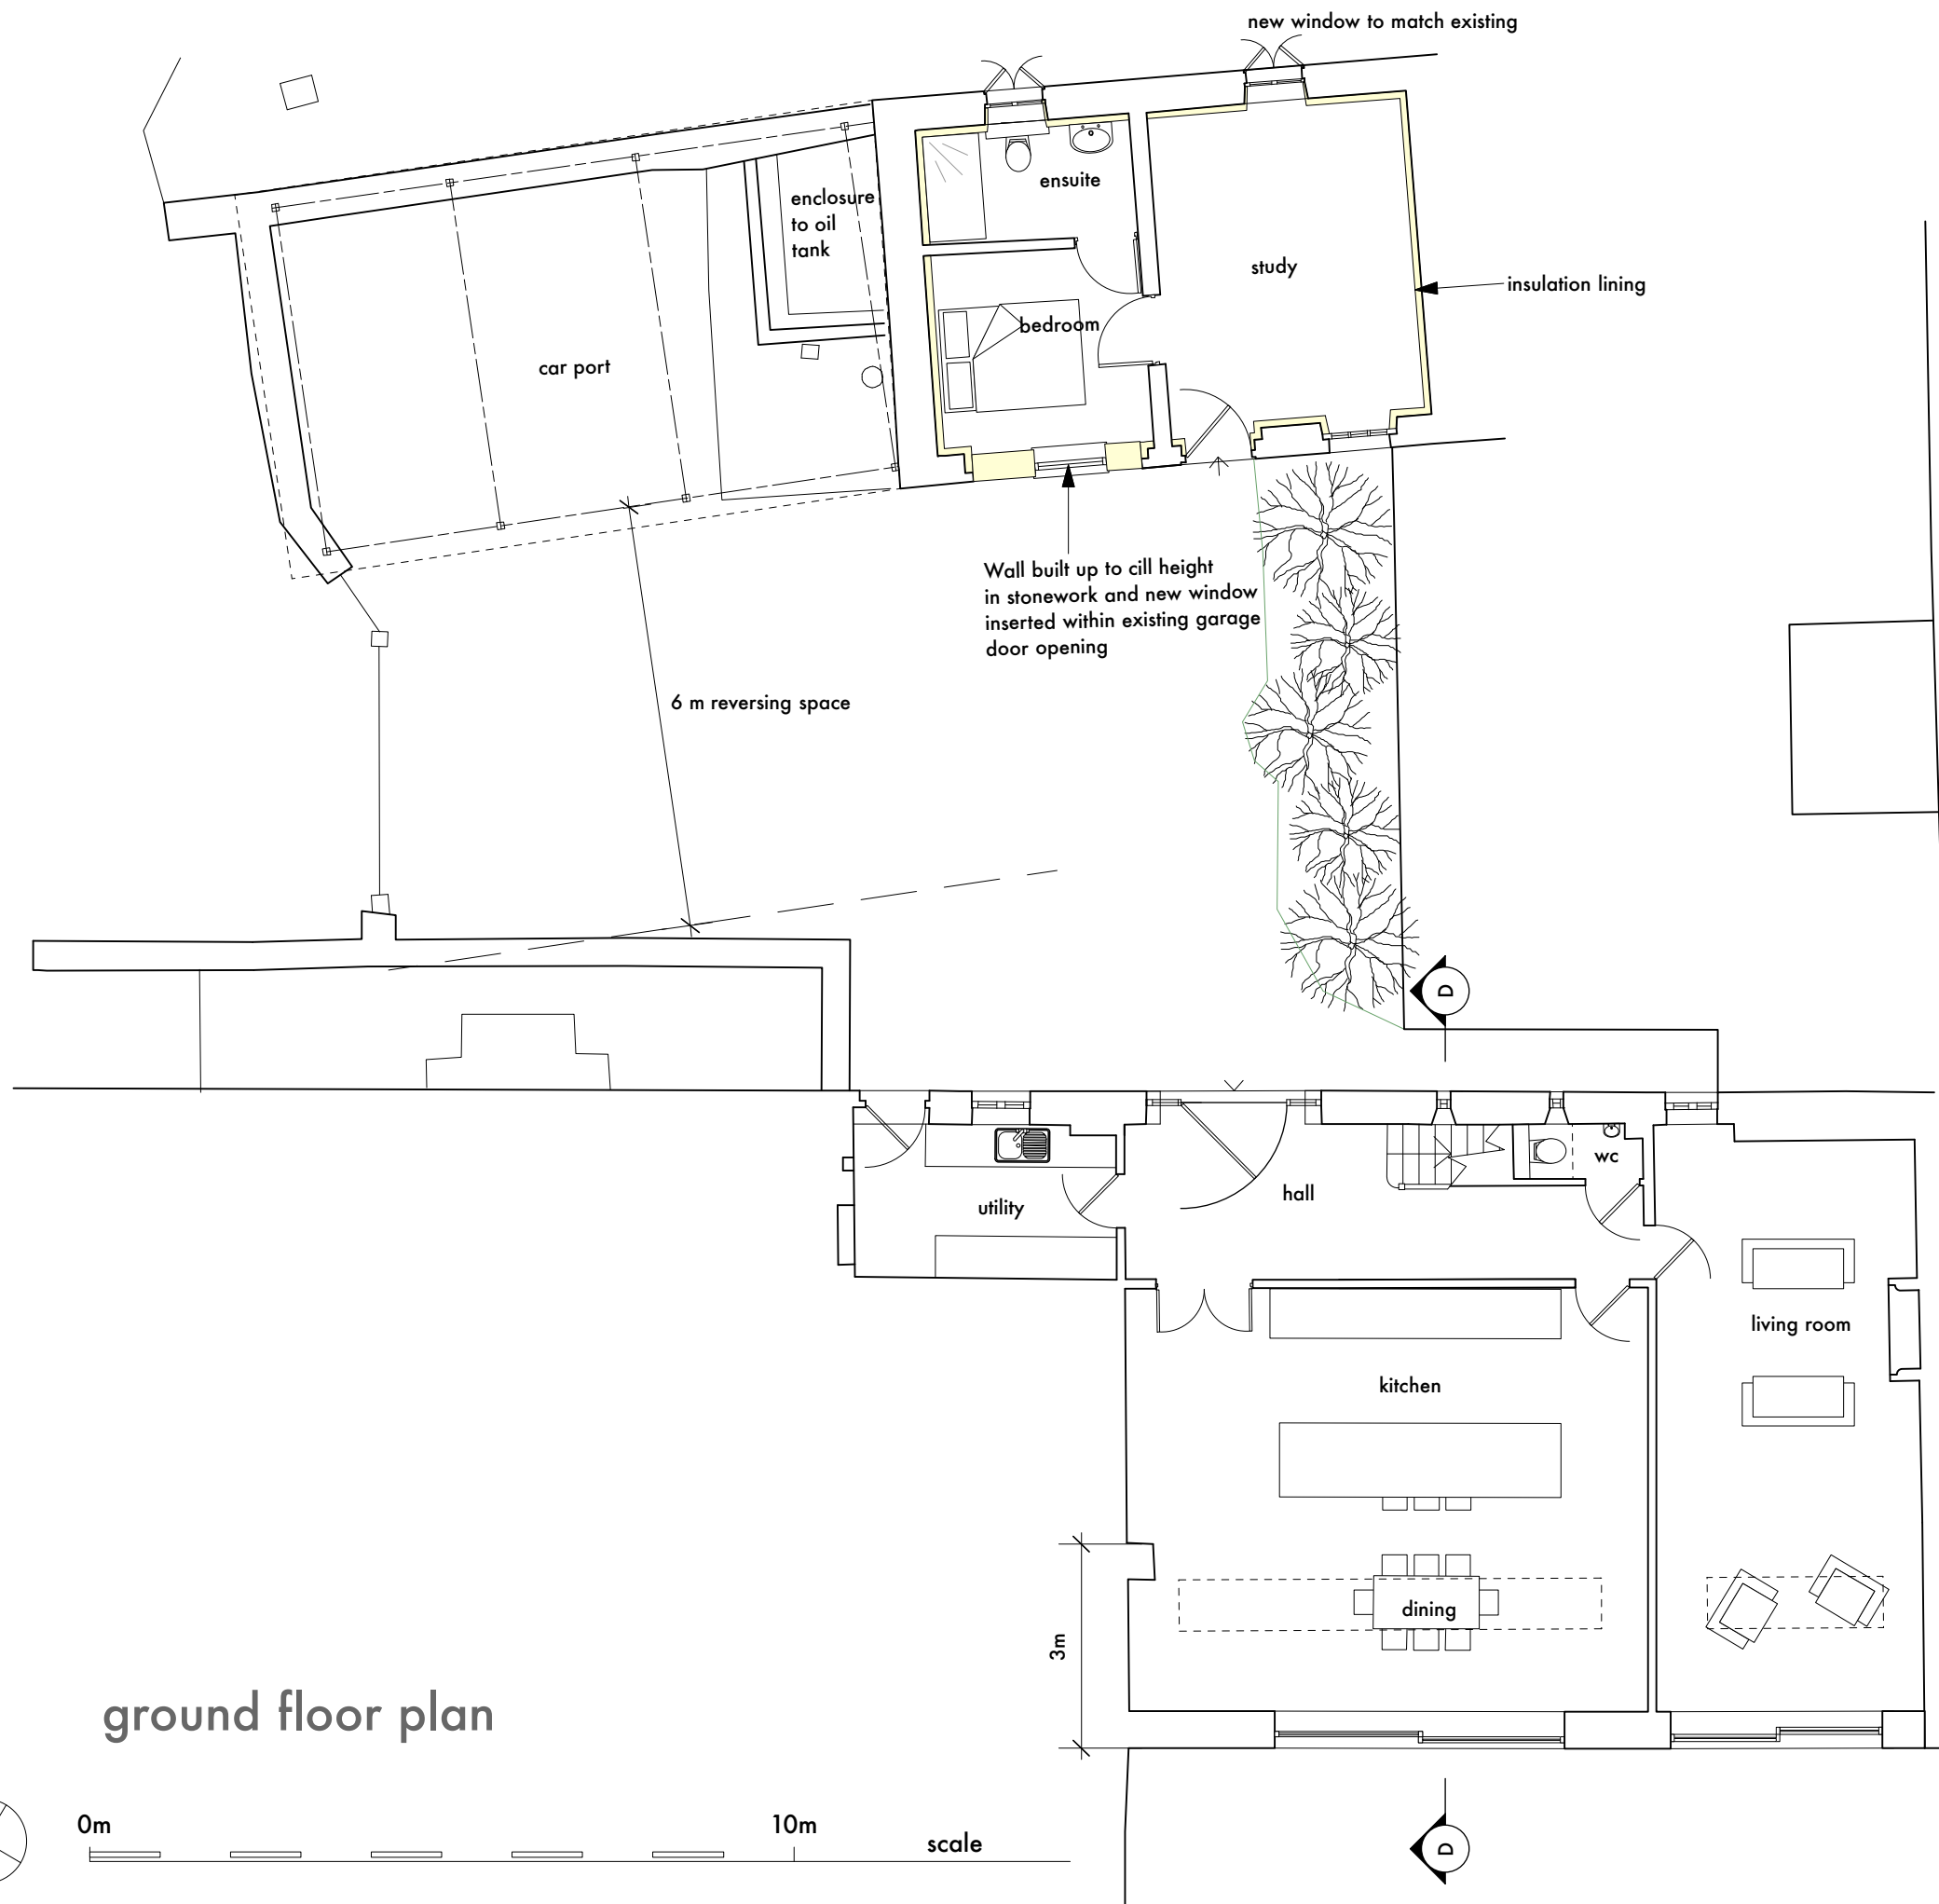 new window to match existing
enclosure
to oil
tank
ensuite
study
insulation lining
bedroom
car port
Wall built up to cill height
in stonework and new window
inserted within existing garage
door opening
6 m reversing space
D
wc
hall
utility
living room
kitchen
dining
3m
ground floor plan
0m
10m
scale
D